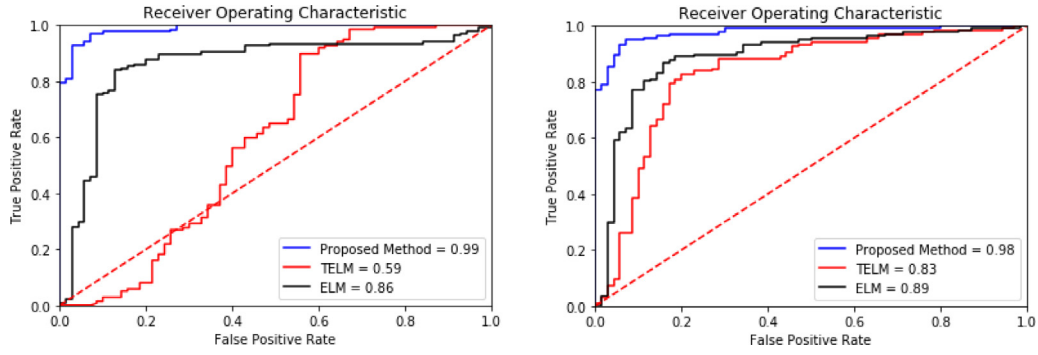 Receiver Operating Characteristic
1.0
0.8
0.6
0.4
0.2
0.0
True Positive Rate
Proposed Method = 0.99
TELM = 0.59
ELM = 0.86
0.0 0.2 0.4 0.6 0.8 1.0
False Positive Rate
Receiver Operating Characteristic
1.0
0.8
0.6
0.4
0.2
0.0
True Positive Rate
Proposed Method = 0.98
TELM = 0.83
ELM = 0.89
0.0 0.2 0.4 0.6 0.8 1.0
False Positive Rate